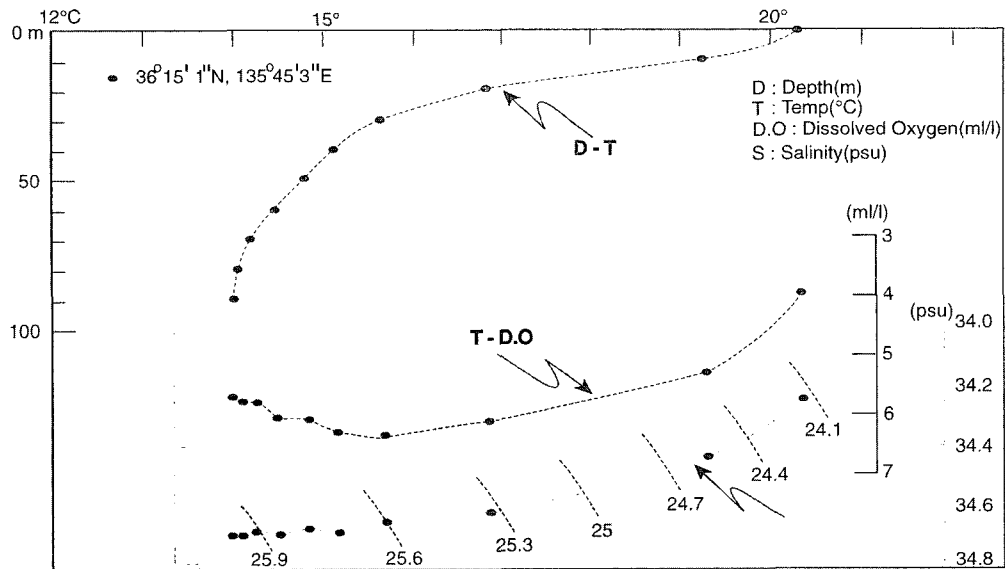 12°C
15°
20°
0 m
50
100
36°15' 1"N, 135°45'3"E
D : Depth(m)
T : Temp(°C)
D.O : Dissolved Oxygen(ml/l)
S : Salinity(psu)
D - T
(ml/l)
3
4
5
6
7
(psu)
34.0
34.2
34.4
34.6
34.8
T - D.O
24.1
24.4
24.7
25
25.3
25.6
25.9